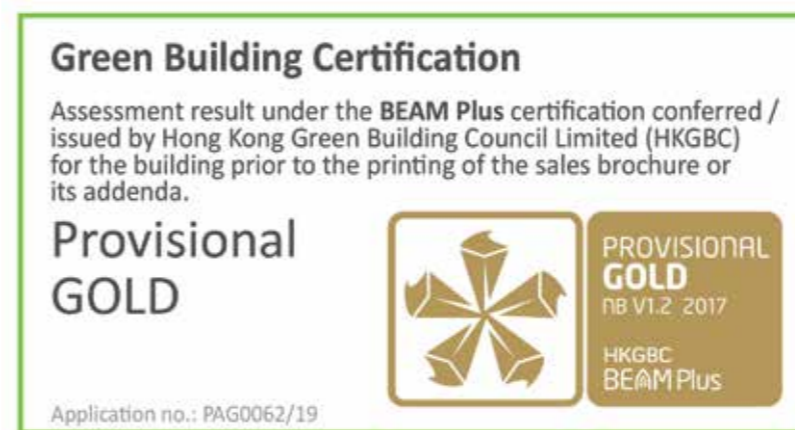 Green Building Certification
Assessment result under the BEAM Plus certification conferred /
issued by Hong Kong Green Building Council Limited (HKGBC)
for the building prior to the printing of the sales brochure or
its addenda.
Provisional
GOLD
PROVISIONAL
GOLD
NB V1.2 2017
HKGBC
BEAM Plus
Application no.: PAG0062/19